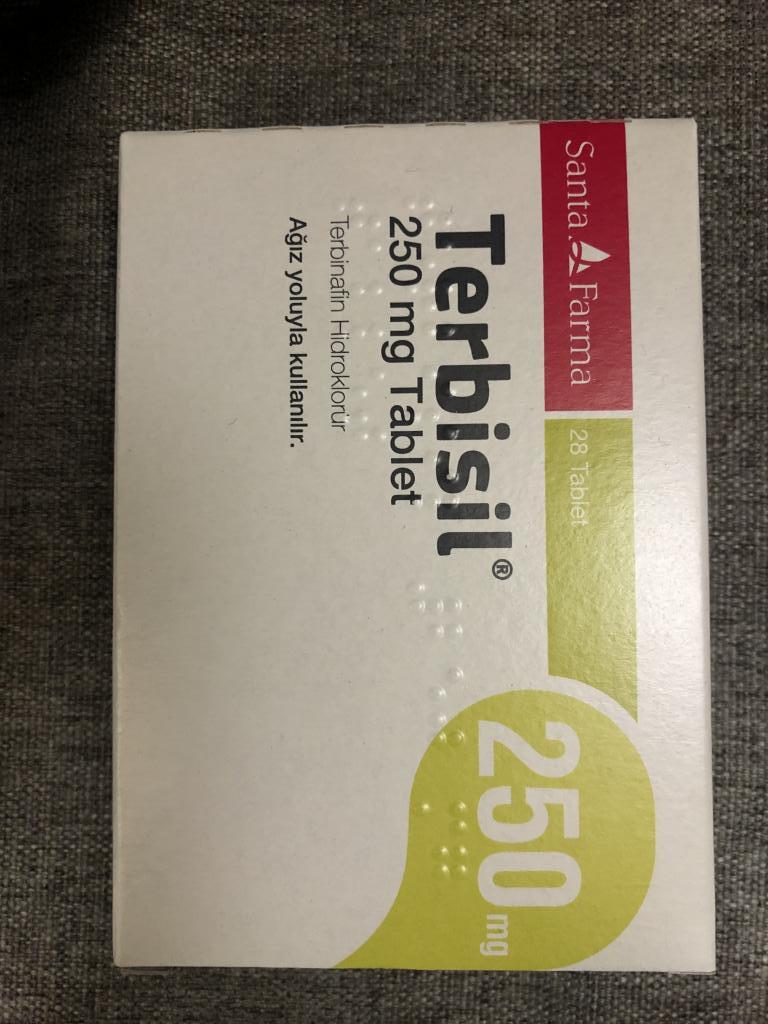 Santa Farma
28 Tablet
Terbisil®
250 mg Tablet
Terbinafin Hidroklorür
Ağız yoluyla kullanılır.
250 mg